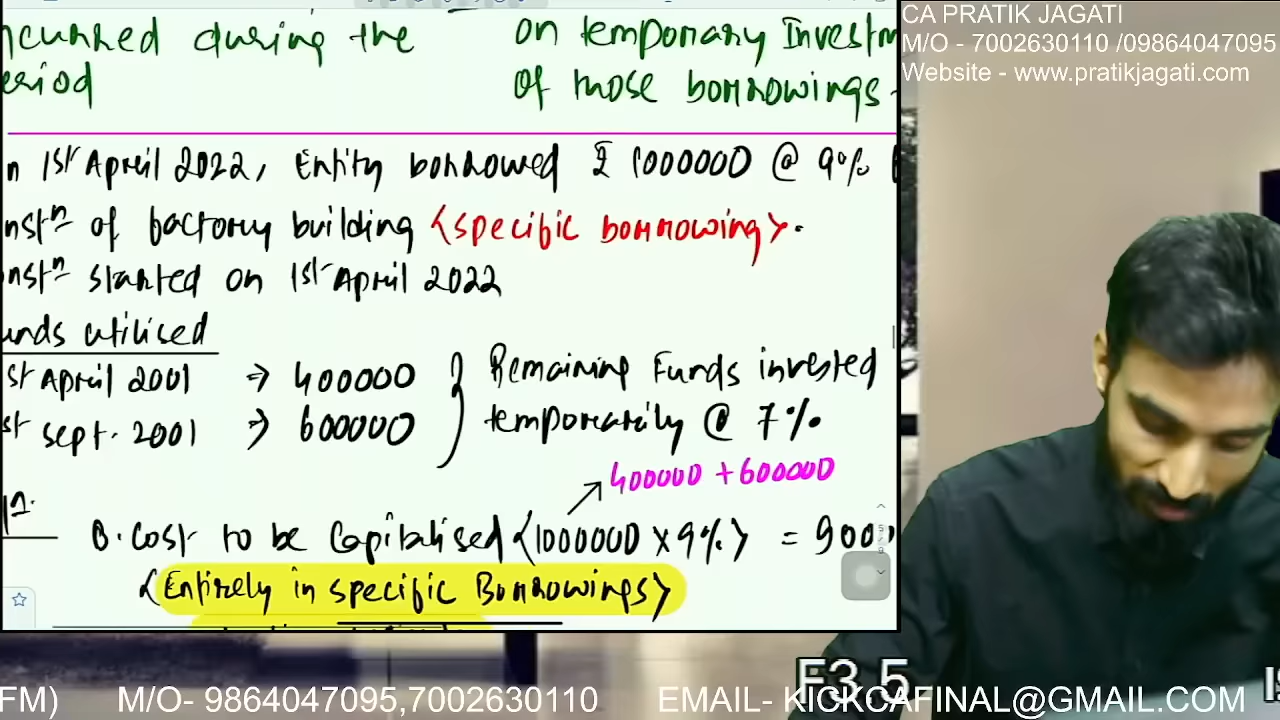 ncurred during the
on temporary Investm
eriod
of those borrowings
n 1st April 2022, Entity borrowed ₹ 1000000 @ 9%
nstⁿ of factory building <specific borrowing>.
onstⁿ started on 1st April 2022
unds utilised
st April 2001 → 400000
st sept. 2001 → 600000
Remaining Funds invested
temporarily @ 7%.
400000 + 600000
B. Cost to be Capitalised <1000000 x 9%> = 9000
<Entirely in specific Borrowings>
CA PRATIK JAGATI
M/O - 7002630110 /09864047095
Website - www.pratikjagati.com
F3.5
FM) M/O- 9864047095,7002630110 EMAIL- KICKCAFINAL@GMAIL.COM